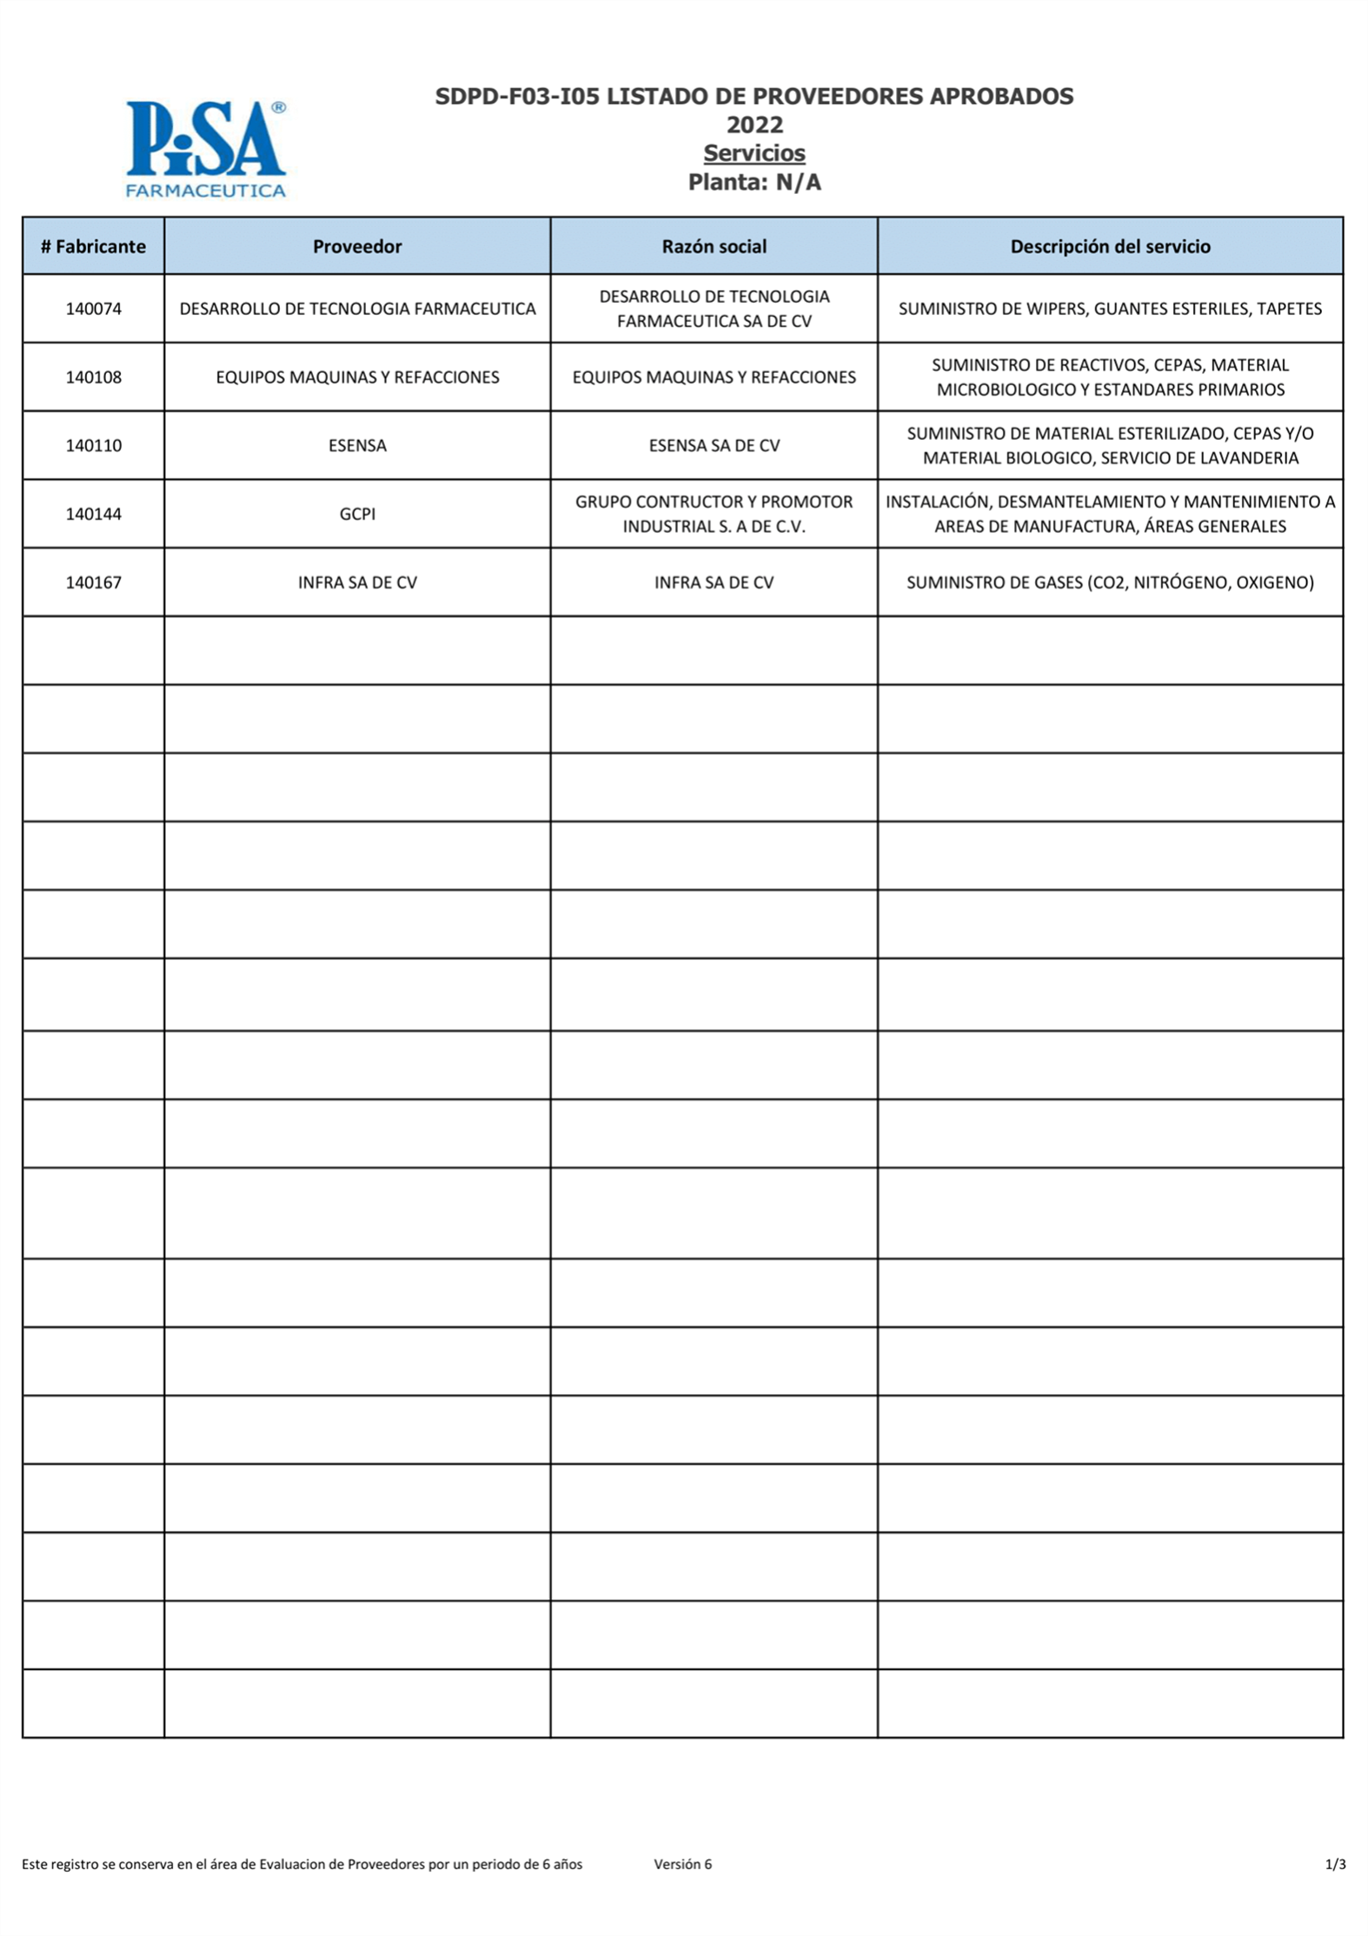 PiSA®
FARMACEUTICA
SDPD-F03-I05 LISTADO DE PROVEEDORES APROBADOS
2022
Servicios
Planta: N/A
# Fabricante Proveedor Razón social Descripción del servicio
140074 DESARROLLO DE TECNOLOGIA FARMACEUTICA DESARROLLO DE TECNOLOGIA
FARMACEUTICA SA DE CV SUMINISTRO DE WIPERS, GUANTES ESTERILES, TAPETES
140108 EQUIPOS MAQUINAS Y REFACCIONES EQUIPOS MAQUINAS Y REFACCIONES SUMINISTRO DE REACTIVOS, CEPAS, MATERIAL
MICROBIOLOGICO Y ESTANDARES PRIMARIOS
140110 ESENSA ESENSA SA DE CV SUMINISTRO DE MATERIAL ESTERILIZADO, CEPAS Y/O
MATERIAL BIOLOGICO, SERVICIO DE LAVANDERIA
140144 GCPI GRUPO CONTRUCTOR Y PROMOTOR
INDUSTRIAL S. A DE C.V. INSTALACIÓN, DESMANTELAMIENTO Y MANTENIMIENTO A
AREAS DE MANUFACTURA, ÁREAS GENERALES
140167 INFRA SA DE CV INFRA SA DE CV SUMINISTRO DE GASES (CO2, NITRÓGENO, OXIGENO)
Este registro se conserva en el área de Evaluacion de Proveedores por un periodo de 6 años Versión 6 1/3